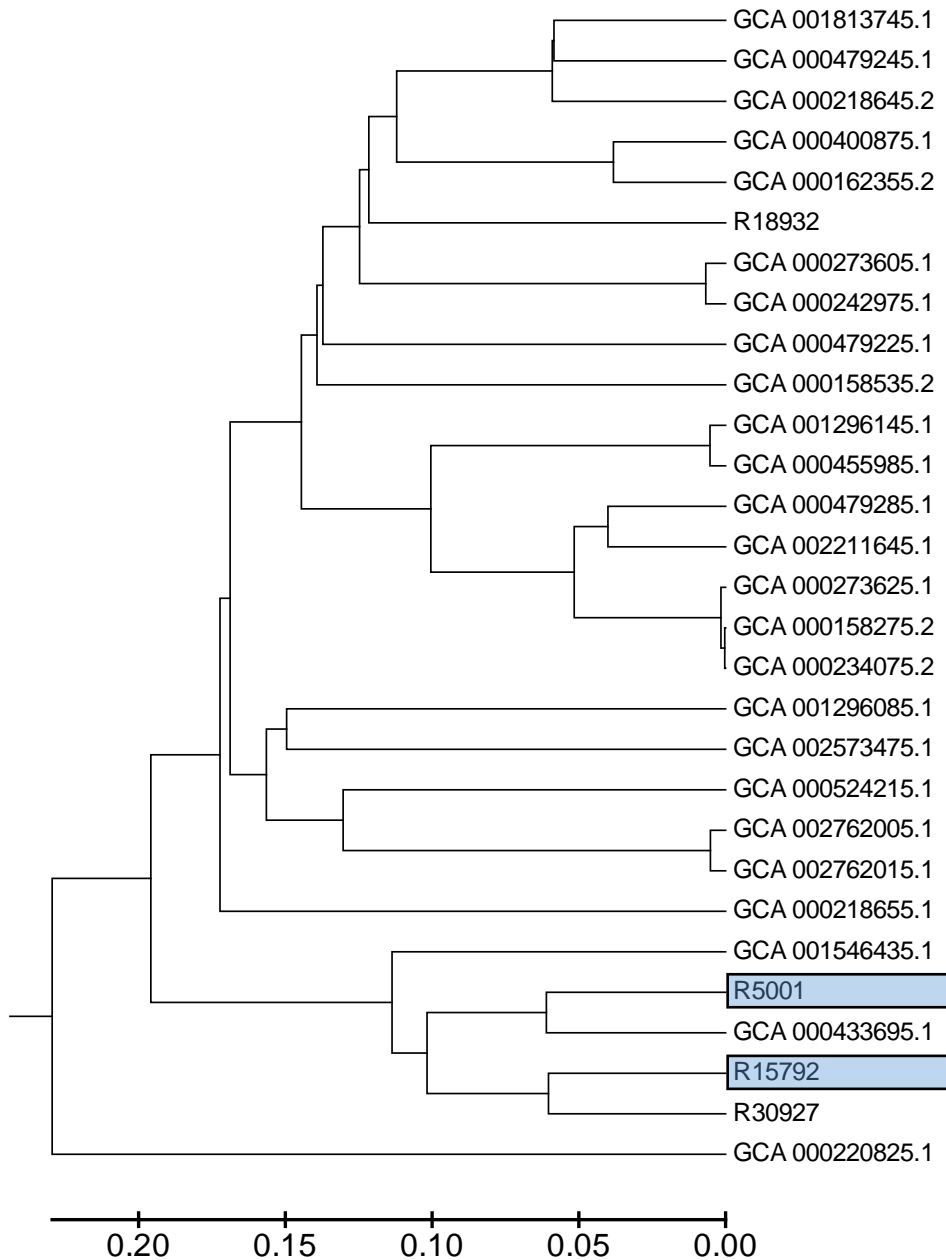 GCA 001813745.1
GCA 000479245.1
GCA 000218645.2
GCA 000400875.1
GCA 000162355.2
R18932
GCA 000273605.1
GCA 000242975.1
GCA 000479225.1
GCA 000158535.2
GCA 001296145.1
GCA 000455985.1
GCA 000479285.1
GCA 002211645.1
GCA 000273625.1
GCA 000158275.2
GCA 000234075.2
GCA 001296085.1
GCA 002573475.1
GCA 000524215.1
GCA 002762005.1
GCA 002762015.1
GCA 000218655.1
GCA 001546435.1
R5001
GCA 000433695.1
R15792
R30927
GCA 000220825.1
0.20 0.15 0.10 0.05 0.00